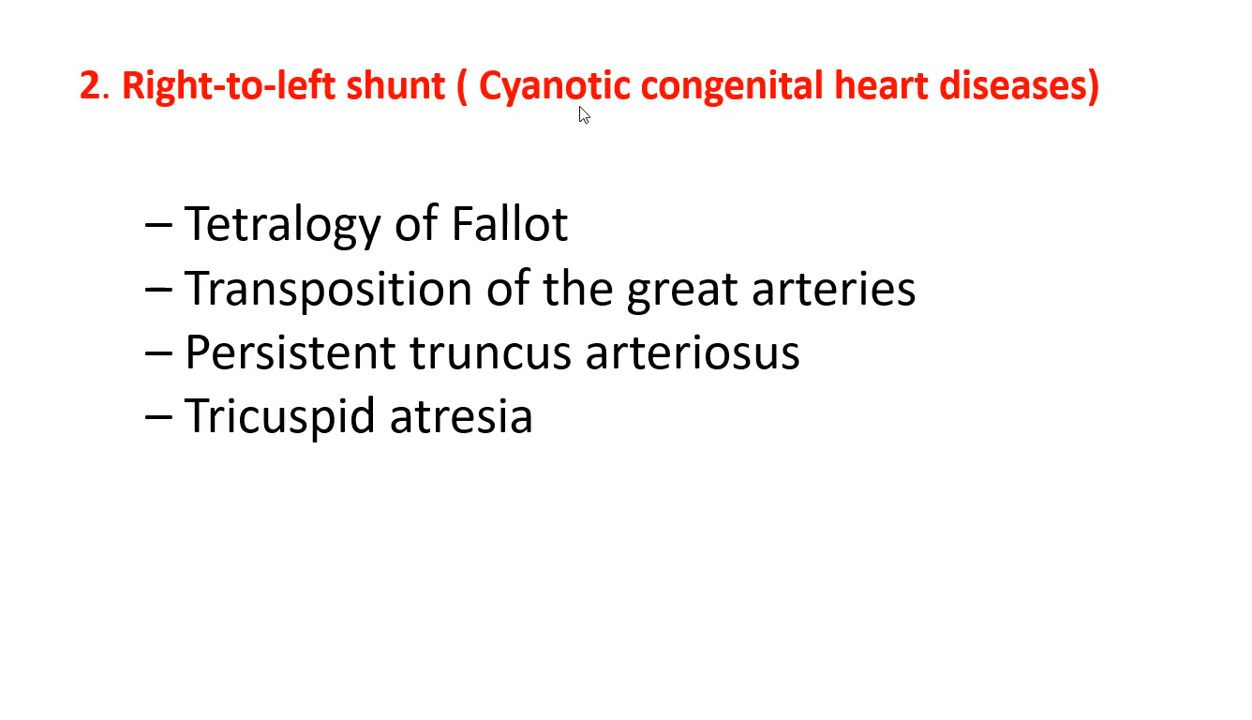 2. Right-to-left shunt ( Cyanotic congenital heart diseases)
– Tetralogy of Fallot
– Transposition of the great arteries
– Persistent truncus arteriosus
– Tricuspid atresia